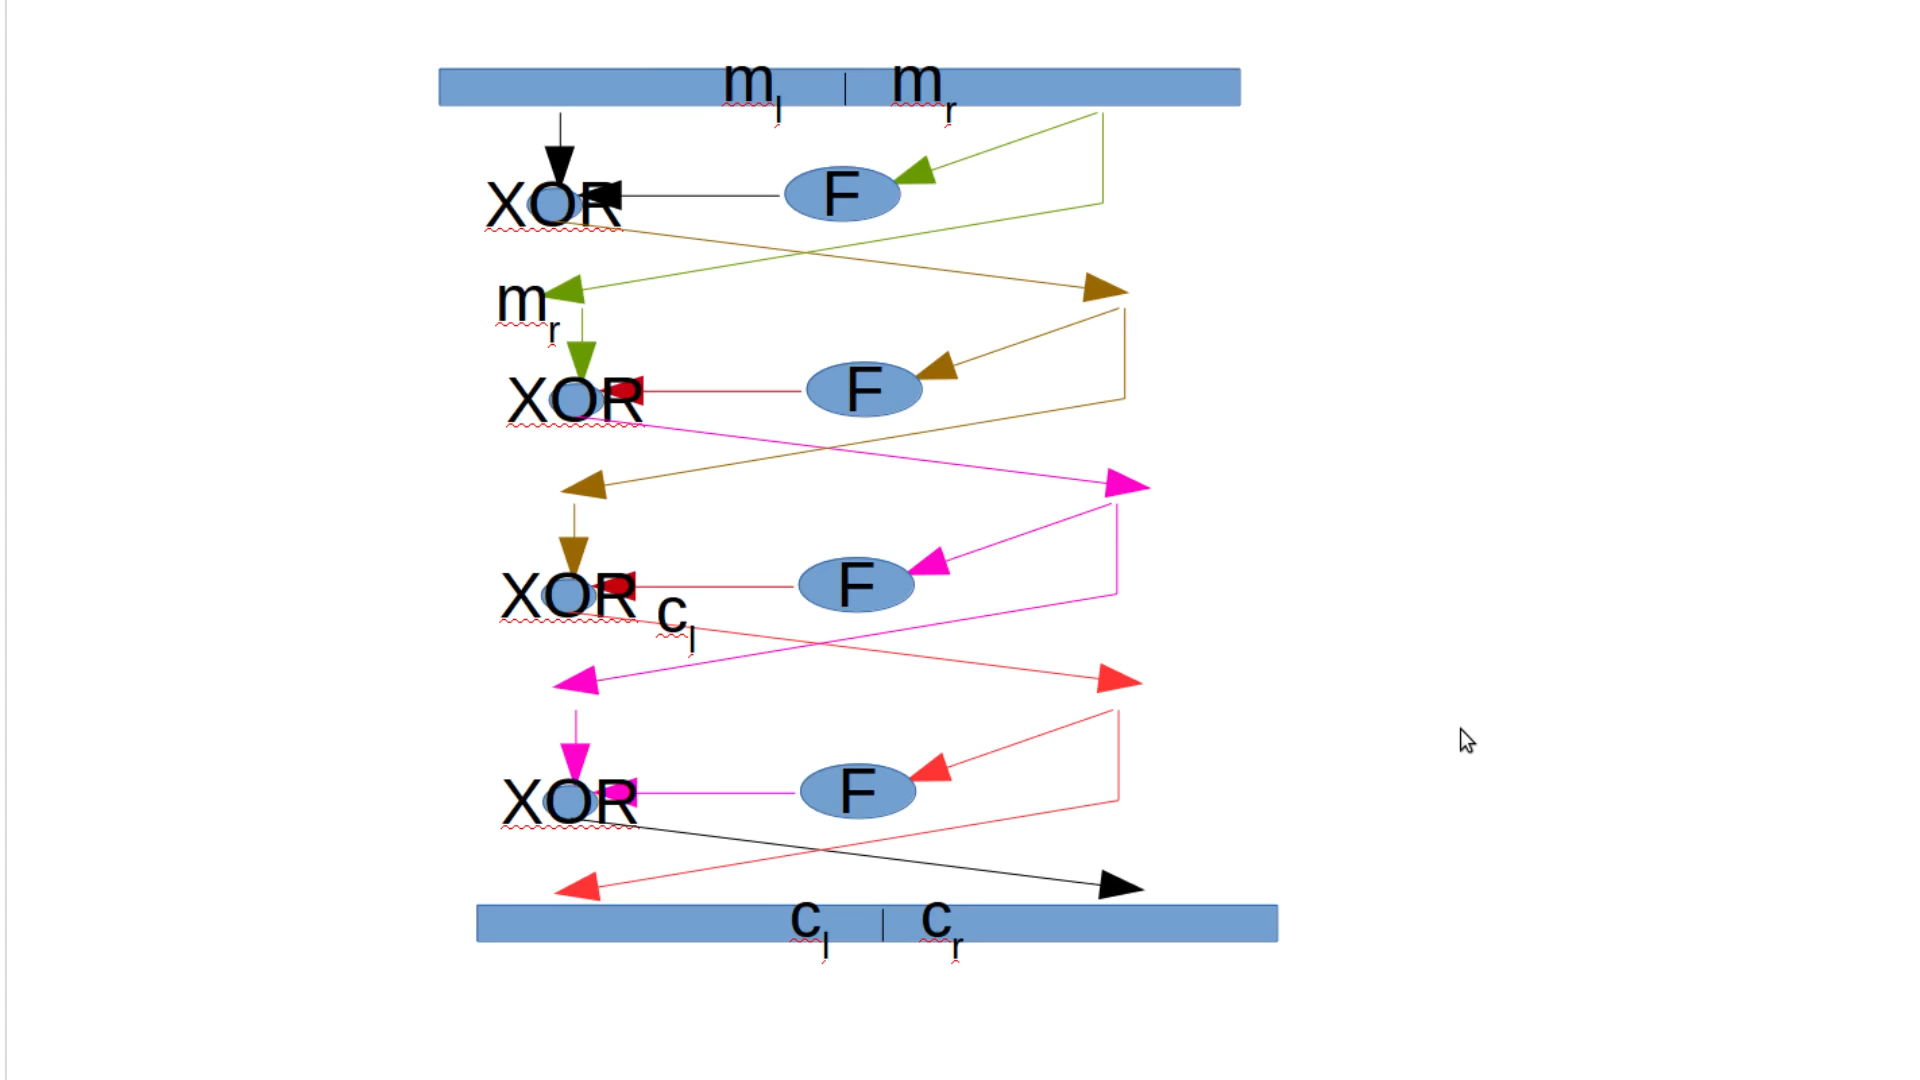 m_l | m_r
XOR F
m_r
XOR F
XOR F
c_l
XOR F
c_l | c_r